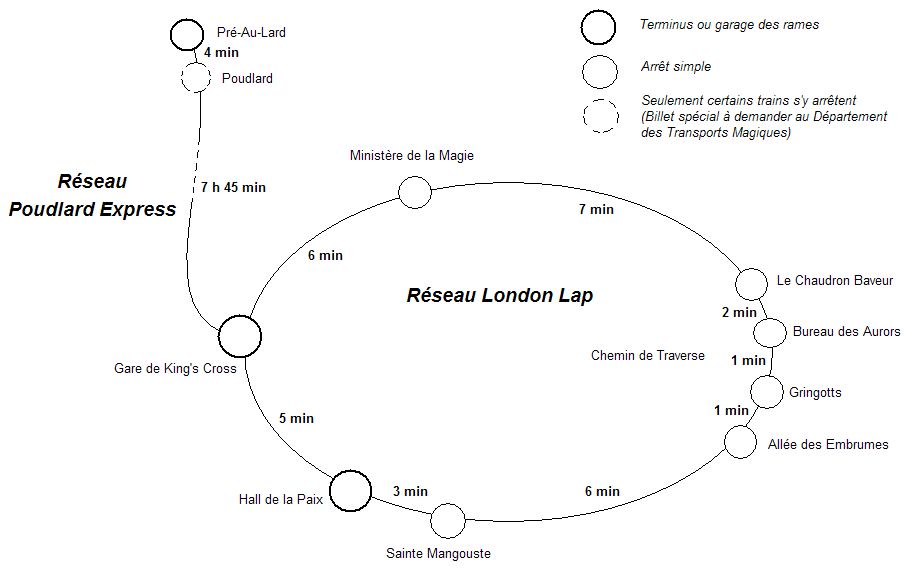 Pré-Au-Lard
4 min
Poudlard
Terminus ou garage des rames
Arrêt simple
Seulement certains trains s'y arrêtent
(Billet spécial à demander au Département
des Transports Magiques)
Réseau
Poudlard Express
7 h 45 min
Ministère de la Magie
7 min
6 min
Réseau London Lap
Le Chaudron Baveur
2 min
Bureau des Aurors
Chemin de Traverse
1 min
Gringotts
1 min
Allée des Embrumes
Gare de King's Cross
5 min
Hall de la Paix
3 min
6 min
Sainte Mangouste